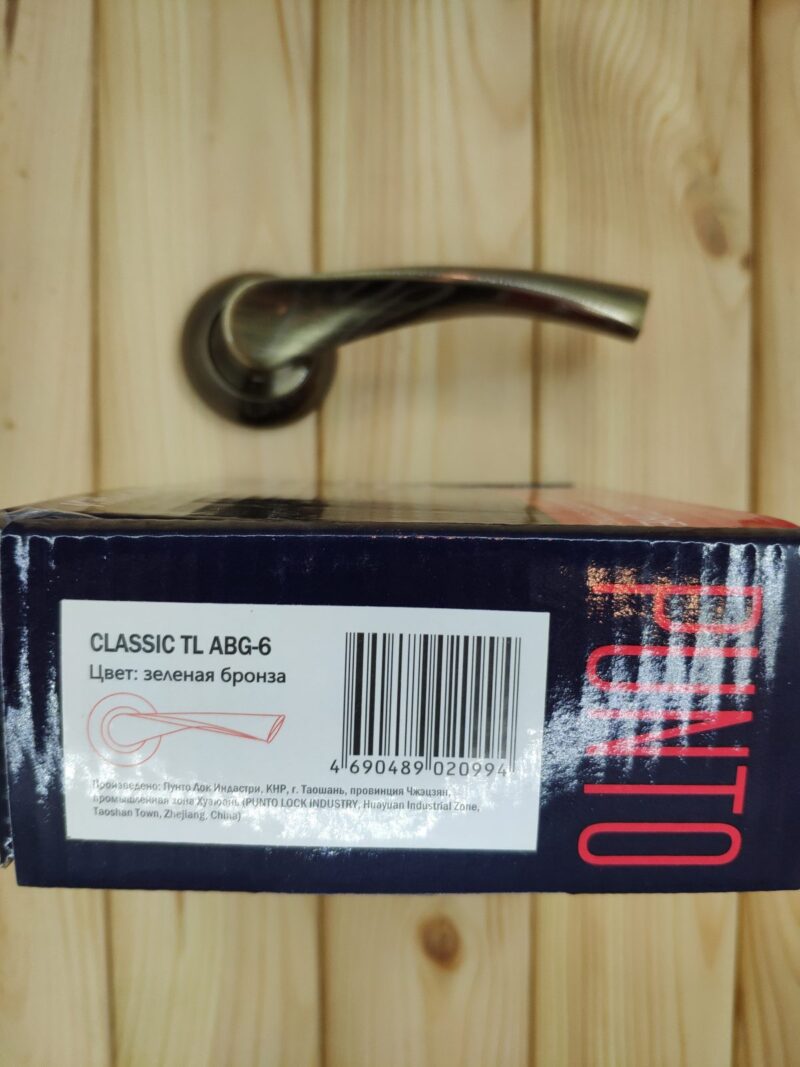 CLASSIC TL ABG-6
Цвет: зеленая бронза
4 690489 020994
Произведено: Пунто Лок Индастри, КНР, г. Таошань, провинция Чжэцзян,
промышленная зона Хуаюань (PUNTO LOCK INDUSTRY, Huayuan Industrial Zone,
Taoshan Town, Zhejiang, China)
PUNTO